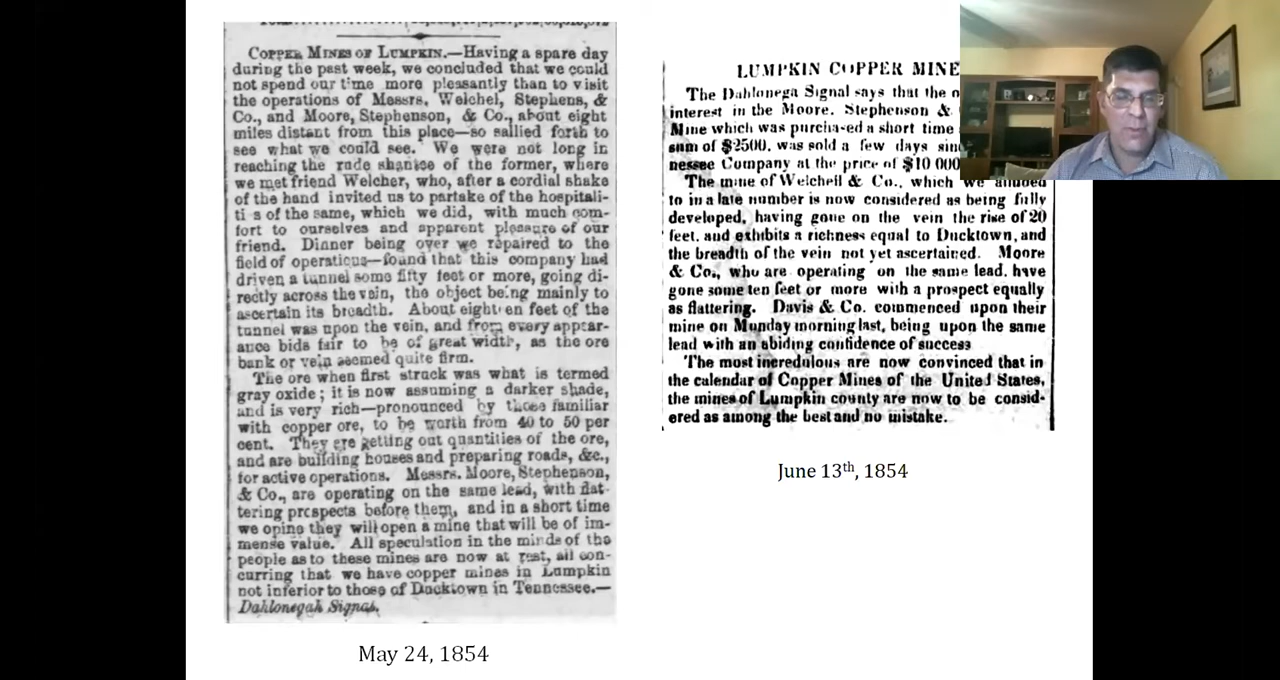 COPPER MINES OF LUMPKIN.—Having a spare day
during the past week, we concluded that we could
not spend our time more pleasantly than to visit
the operations of Messrs. Welchel, Stephens, &
Co., and Moore, Stephenson, & Co., about eight
miles distant from this place—so sallied forth to
see what we could see. We were not long in
reaching the rude shanties of the former, where
we met friend Welcher, who, after a cordial shake
of the hand invited us to partake of the hospitali-
ti s of the same, which we did, with much com-
fort to ourselves and apparent pleasure of our
friend. Dinner being over we repaired to the
field of operations—found that this company had
driven a tunnel some fifty feet or more, going di-
rectly across the vein, the object being mainly to
ascertain its breadth. About eighteen feet of the
tunnel was upon the vein, and from every appear-
ance bids fair to be of great width, as the ore
bank or vein seemed quite firm.
The ore when first struck was what is termed
gray oxide; it is now assuming a darker shade,
and is very rich—pronounced by those familiar
with copper ore, to be worth from 40 to 50 per
cent. They are getting out quantities of the ore,
and are building houses and preparing roads, &c.,
for active operations. Messrs. Moore, Stephenson,
& Co., are operating on the same lead, with flat-
tering prospects before them, and in a short time
we opine they will open a mine that will be of im-
mense value. All speculation in the minds of the
people as to these mines are now at rest, all con-
curring that we have copper mines in Lumpkin
not inferior to those of Ducktown in Tennessee.—
Dahlonegah Signal.
May 24, 1854
LUMPKIN COPPER MINE
The Dahlonega Signal says that the
interest in the Moore. Stephenson &
Mine which was purchased a short time
sum of $2500, was sold a few days
nessee Company at the price of $10 000
The mine of Welchell & Co., which we alluded
to in a late number is now considered as being fully
developed, having gone on the vein the rise of 20
feet, and exhibits a richness equal to Ducktown, and
the breadth of the vein not yet ascertained. Moore
& Co., who are operating on the same lead, have
gone some ten feet or more with a prospect equally
as flattering. Davis & Co. commenced upon their
mine on Monday morning last, being upon the same
lead with an abiding confidence of success
The most incredulous are now convinced that in
the calendar of Copper Mines of the United States,
the mines of Lumpkin county are now to be consid-
ered as among the best and no mistake.
June 13th, 1854